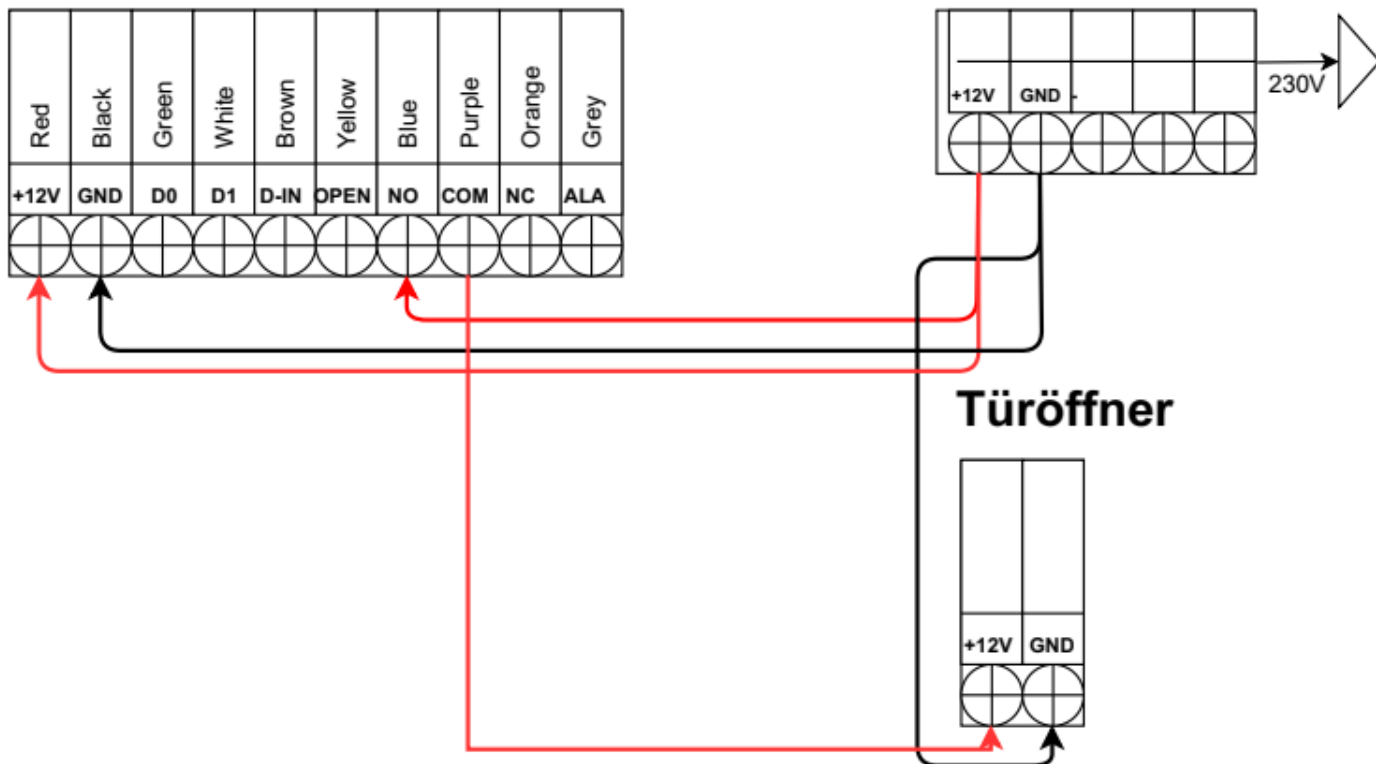 Red Black Green White Brown Yellow Blue Purple Orange Grey
+12V GND D0 D1 D-IN OPEN NO COM NC ALA
+12V GND -
230V
Türöffner
+12V GND